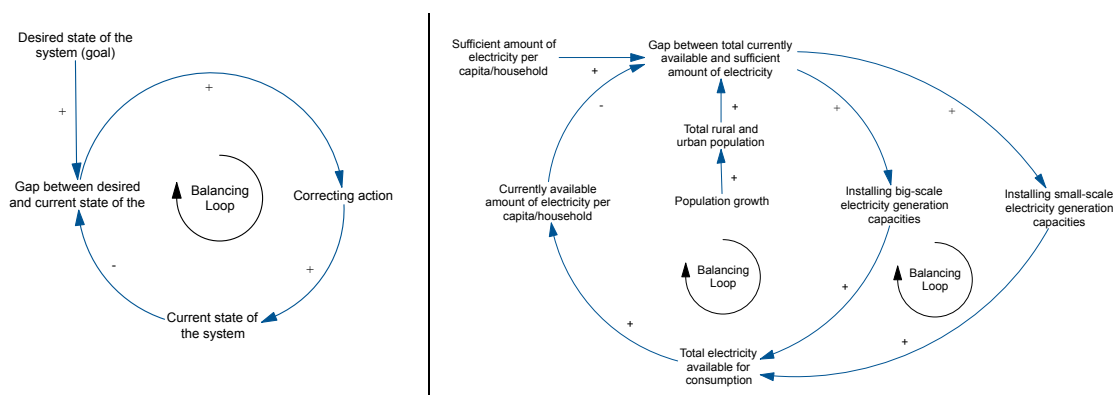 Desired state of the
system (goal)
+
+
Gap between desired
and current state of the
Balancing
Loop
Correcting action
-
+
Current state of
the system
Sufficient amount of
electricity per
capita/household
+
Gap between total currently
available and sufficient
amount of electricity
-
+
+
+
Total rural and
urban population
+
Currently available
amount of electricity per
capita/household
Population growth
Installing big-scale
electricity generation
capacities
Installing small-scale
electricity generation
capacities
Balancing
Loop
Balancing
Loop
+
+
+
Total electricity
available for
consumption